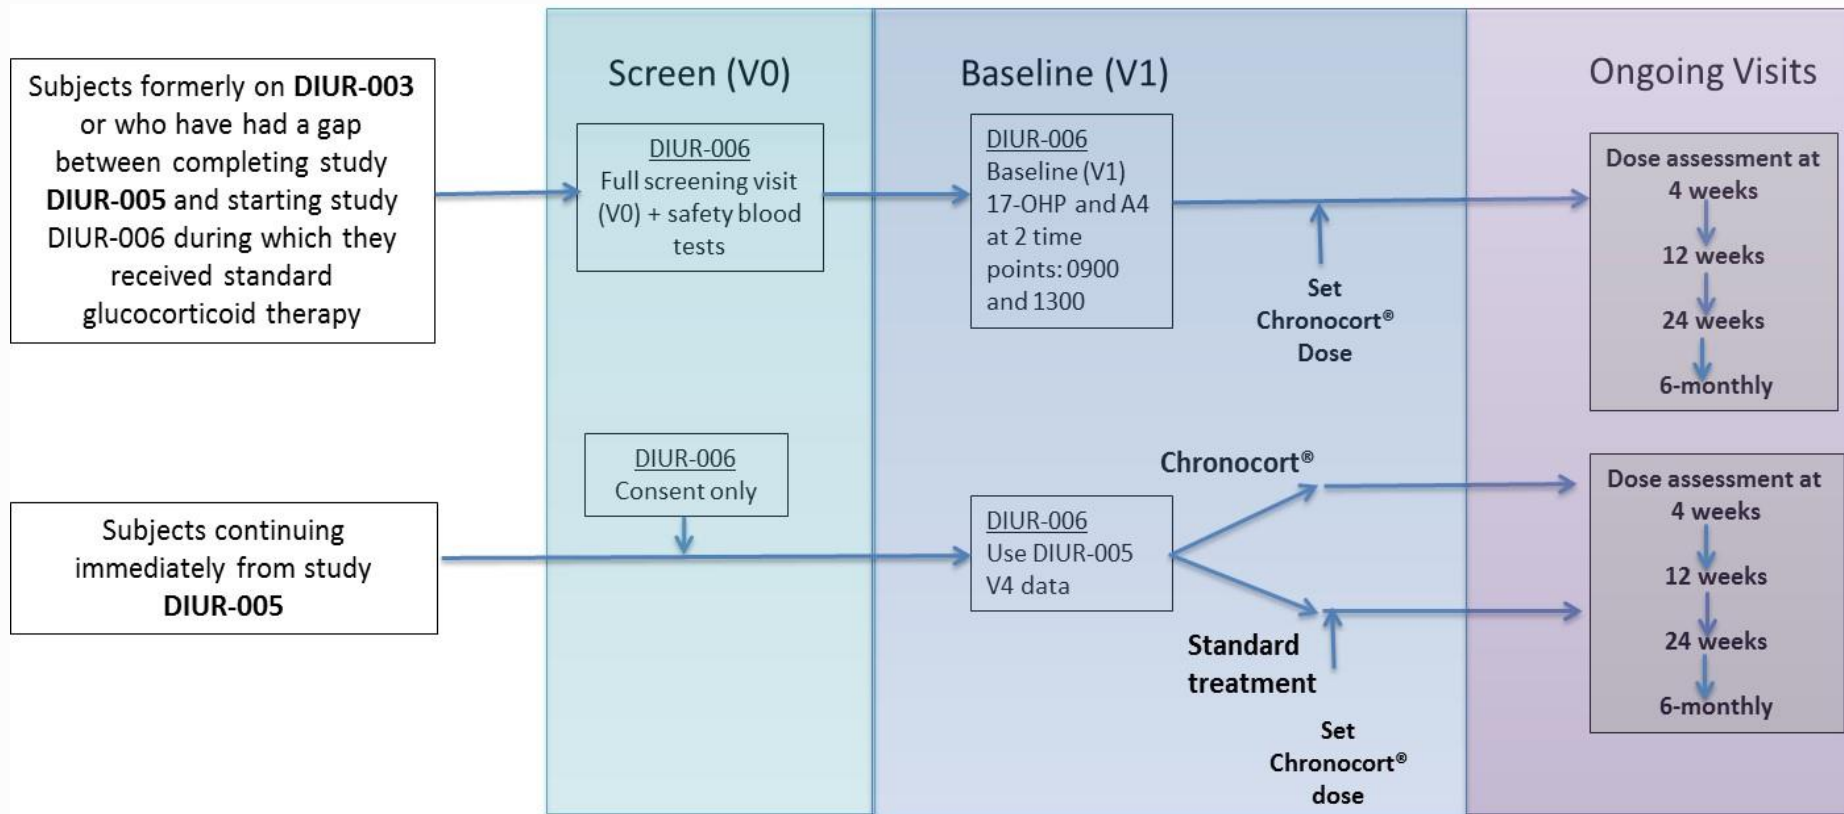 Screen (V0)
Baseline (V1)
Ongoing Visits
Subjects formerly on DIUR-003
or who have had a gap
between completing study
DIUR-005 and starting study
DIUR-006 during which they
received standard
glucocorticoid therapy
DIUR-006
Full screening visit
(V0) + safety blood
tests
DIUR-006
Baseline (V1)
17-OHP and A4
at 2 time
points: 0900
and 1300
Set
Chronocort®
Dose
Dose assessment at
4 weeks
12 weeks
24 weeks
6-monthly
Subjects continuing
immediately from study
DIUR-005
DIUR-006
Consent only
DIUR-006
Use DIUR-005
V4 data
Chronocort®
Standard
treatment
Set
Chronocort®
dose
Dose assessment at
4 weeks
12 weeks
24 weeks
6-monthly